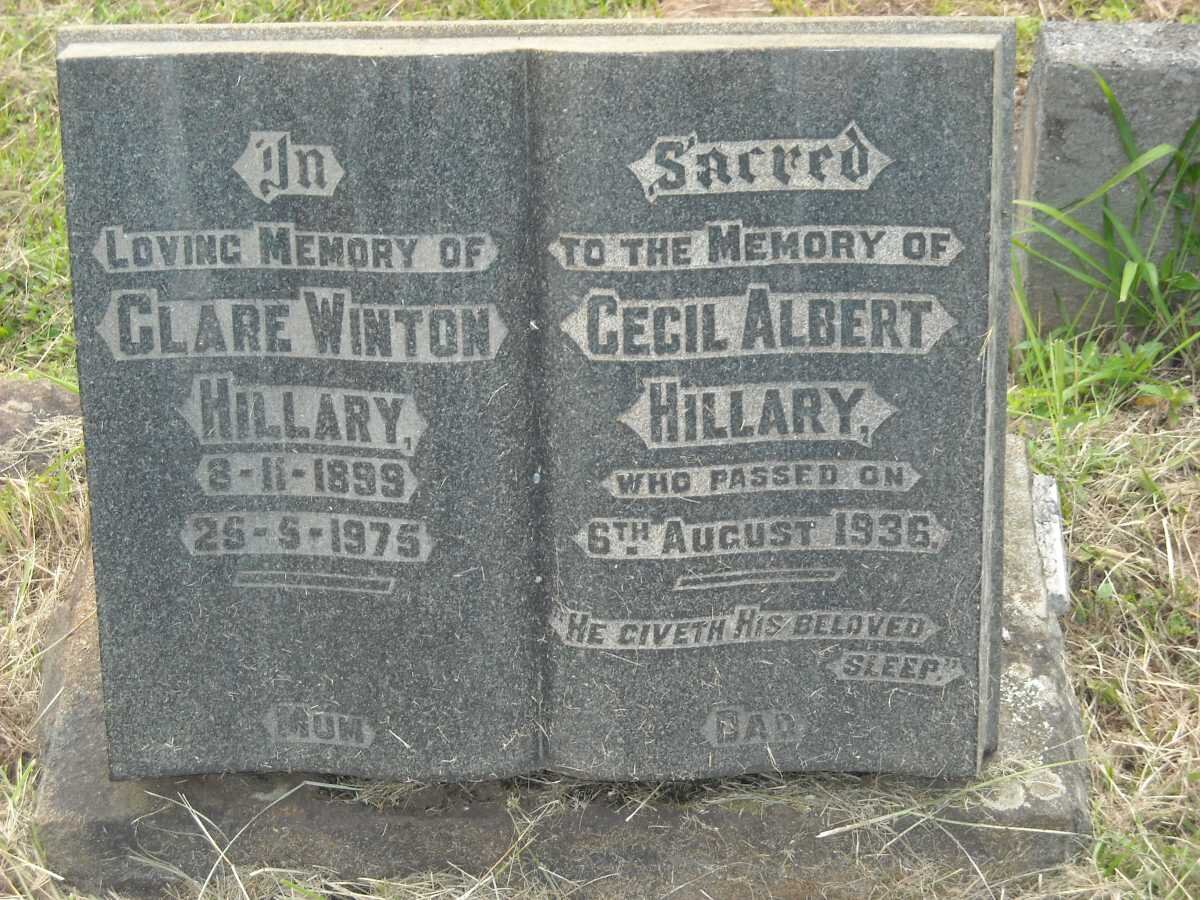 In
LOVING MEMORY OF
CLARE WINTON
HILLARY,
8-11-1899
25-5-1975
MUM
Sacred
TO THE MEMORY OF
CECIL ALBERT
HILLARY,
WHO PASSED ON
6TH. AUGUST 1936.
"HE GIVETH HIS BELOVED
SLEEP"
DAD